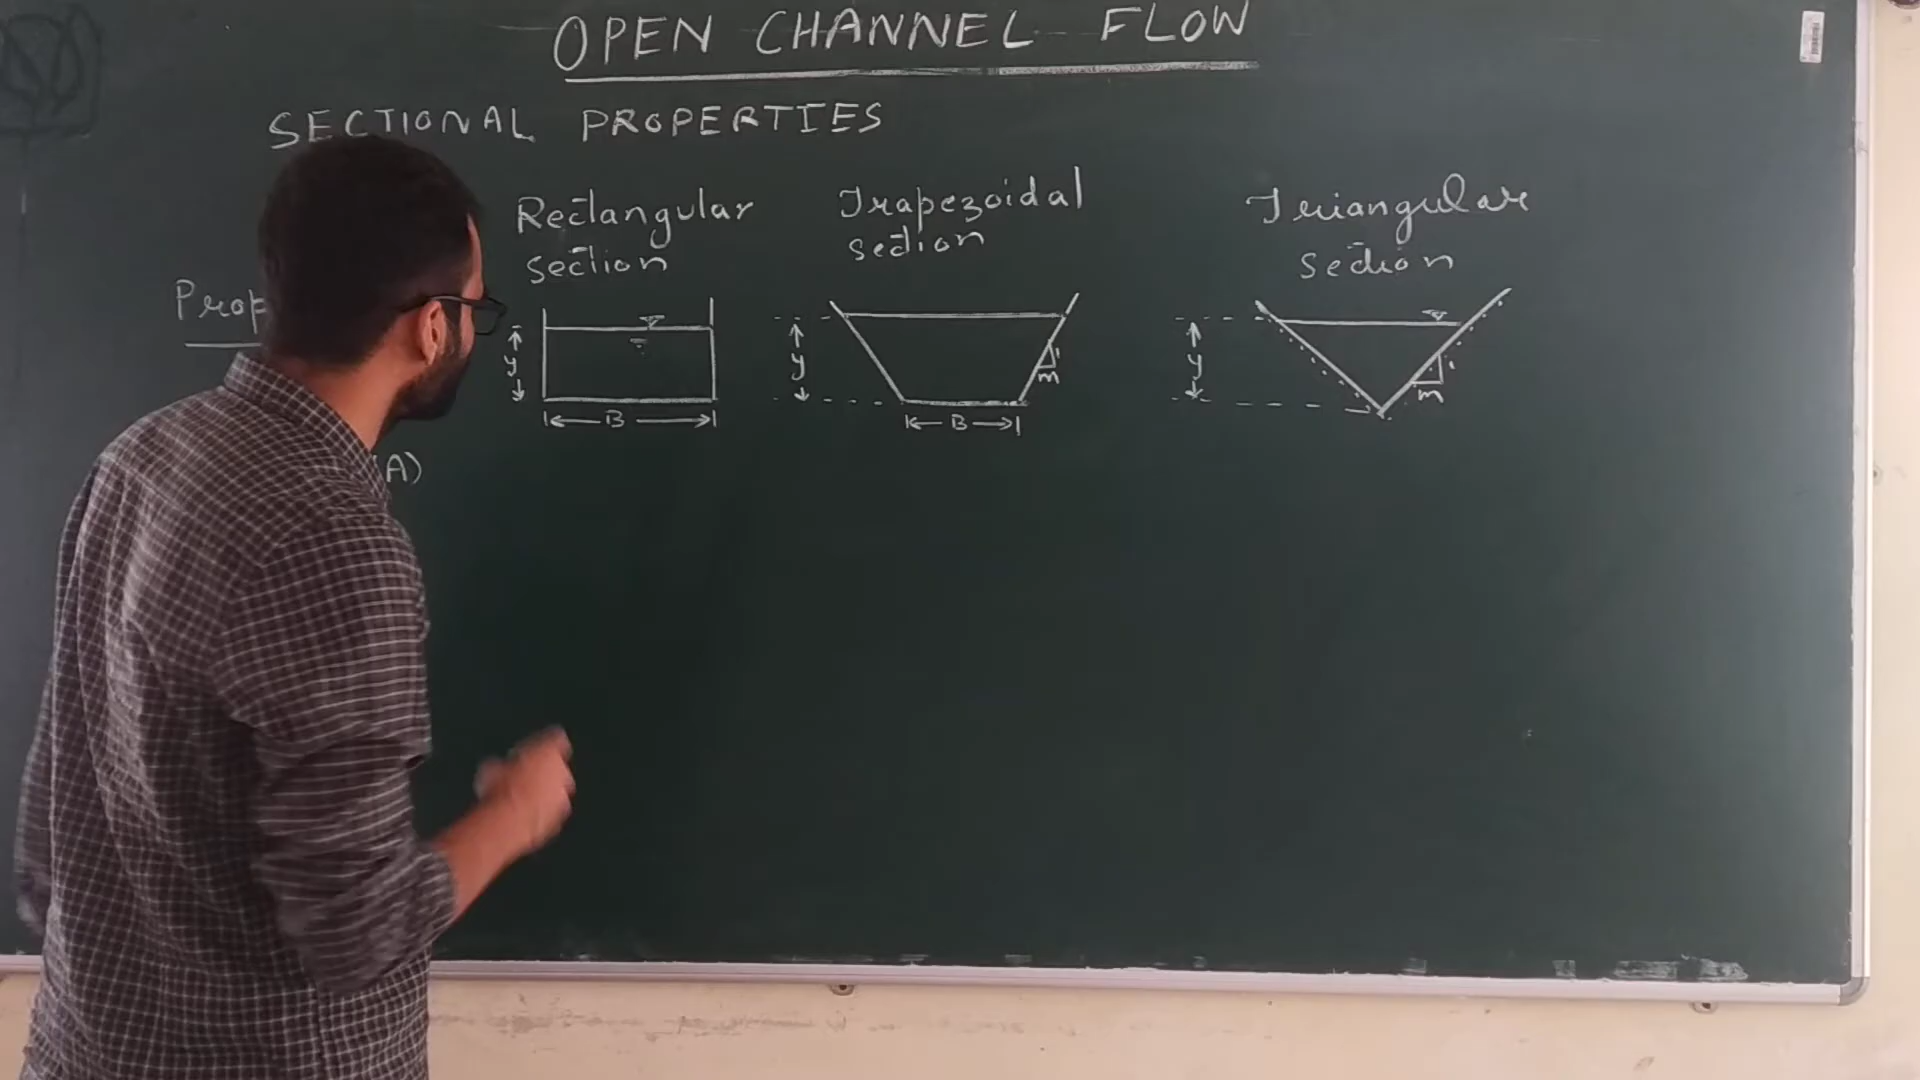 OPEN CHANNEL FLOW
SECTIONAL PROPERTIES
Rectangular
section
Trapezoidal
section
Triangular
section
Prop
y
B
y
1
m
B
y
1
m
(A)